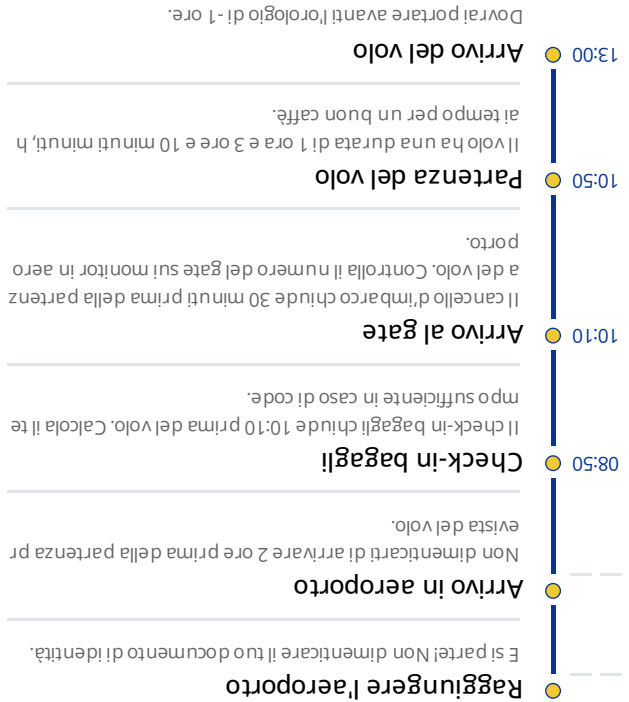 Raggiungere l'aeroporto
E si parte! Non dimenticare il tuo documento di identità.
Arrivo in aeroporto
Non dimenticarti di arrivare 2 ore prima della partenza pr
evista del volo.
08:50 Check-in bagagli
Il check-in bagagli chiude 10:10 prima del volo. Calcola il te
mpo sufficiente in caso di code.
10:10 Arrivo al gate
Il cancello d'imbarco chiude 30 minuti prima della partenz
a del volo. Controlla il numero del gate sui monitor in aero
porto.
10:50 Partenza del volo
Il volo ha una durata di 1 ora e 3 ore e 10 minuti minuti, h
ai tempo per un buon caffè.
13:00 Arrivo del volo
Dovrai portare avanti l'orologio di -1 ore.